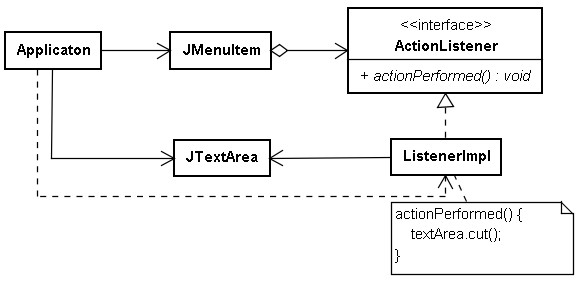 <<interface>>
Applicaton
JMenuItem
ActionListener
+ actionPerformed() : void
JTextArea
ListenerImpl
actionPerformed() {
textArea.cut();
}